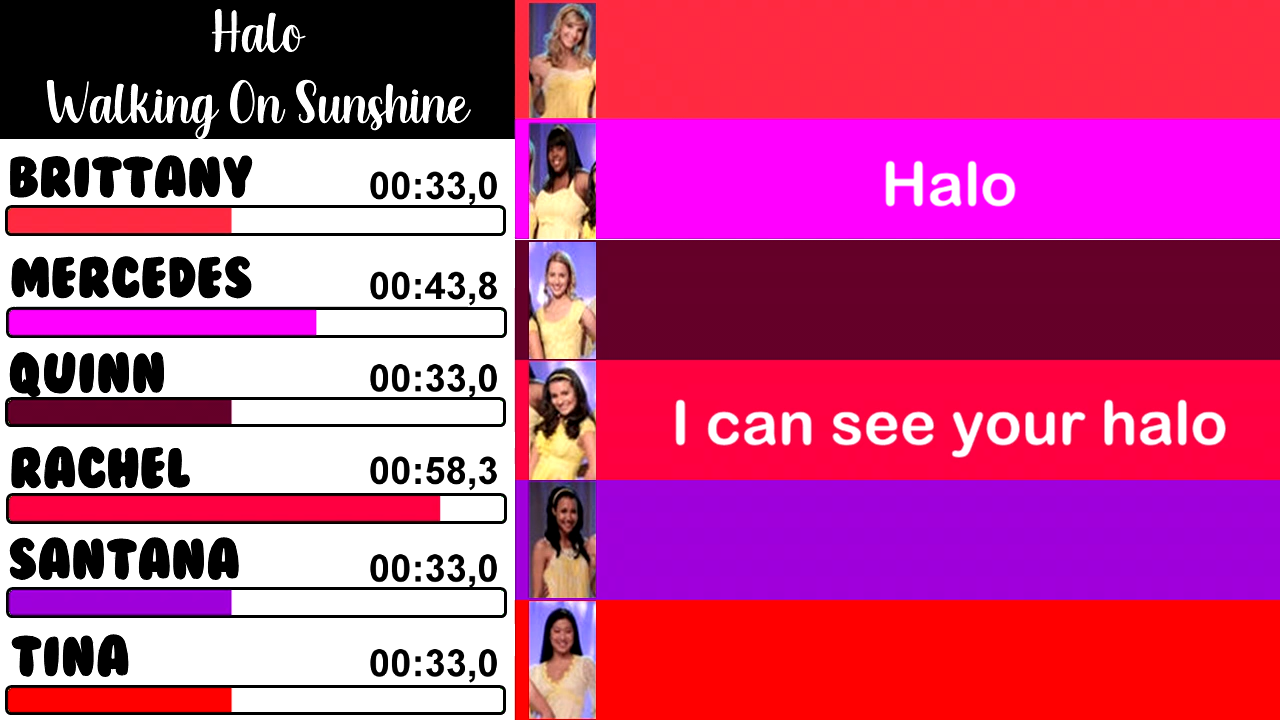 Halo
Walking On Sunshine
BRITTANY 00:33,0
MERCEDES 00:43,8
QUINN 00:33,0
RACHEL 00:58,3
SANTANA 00:33,0
TINA 00:33,0
Halo
I can see your halo